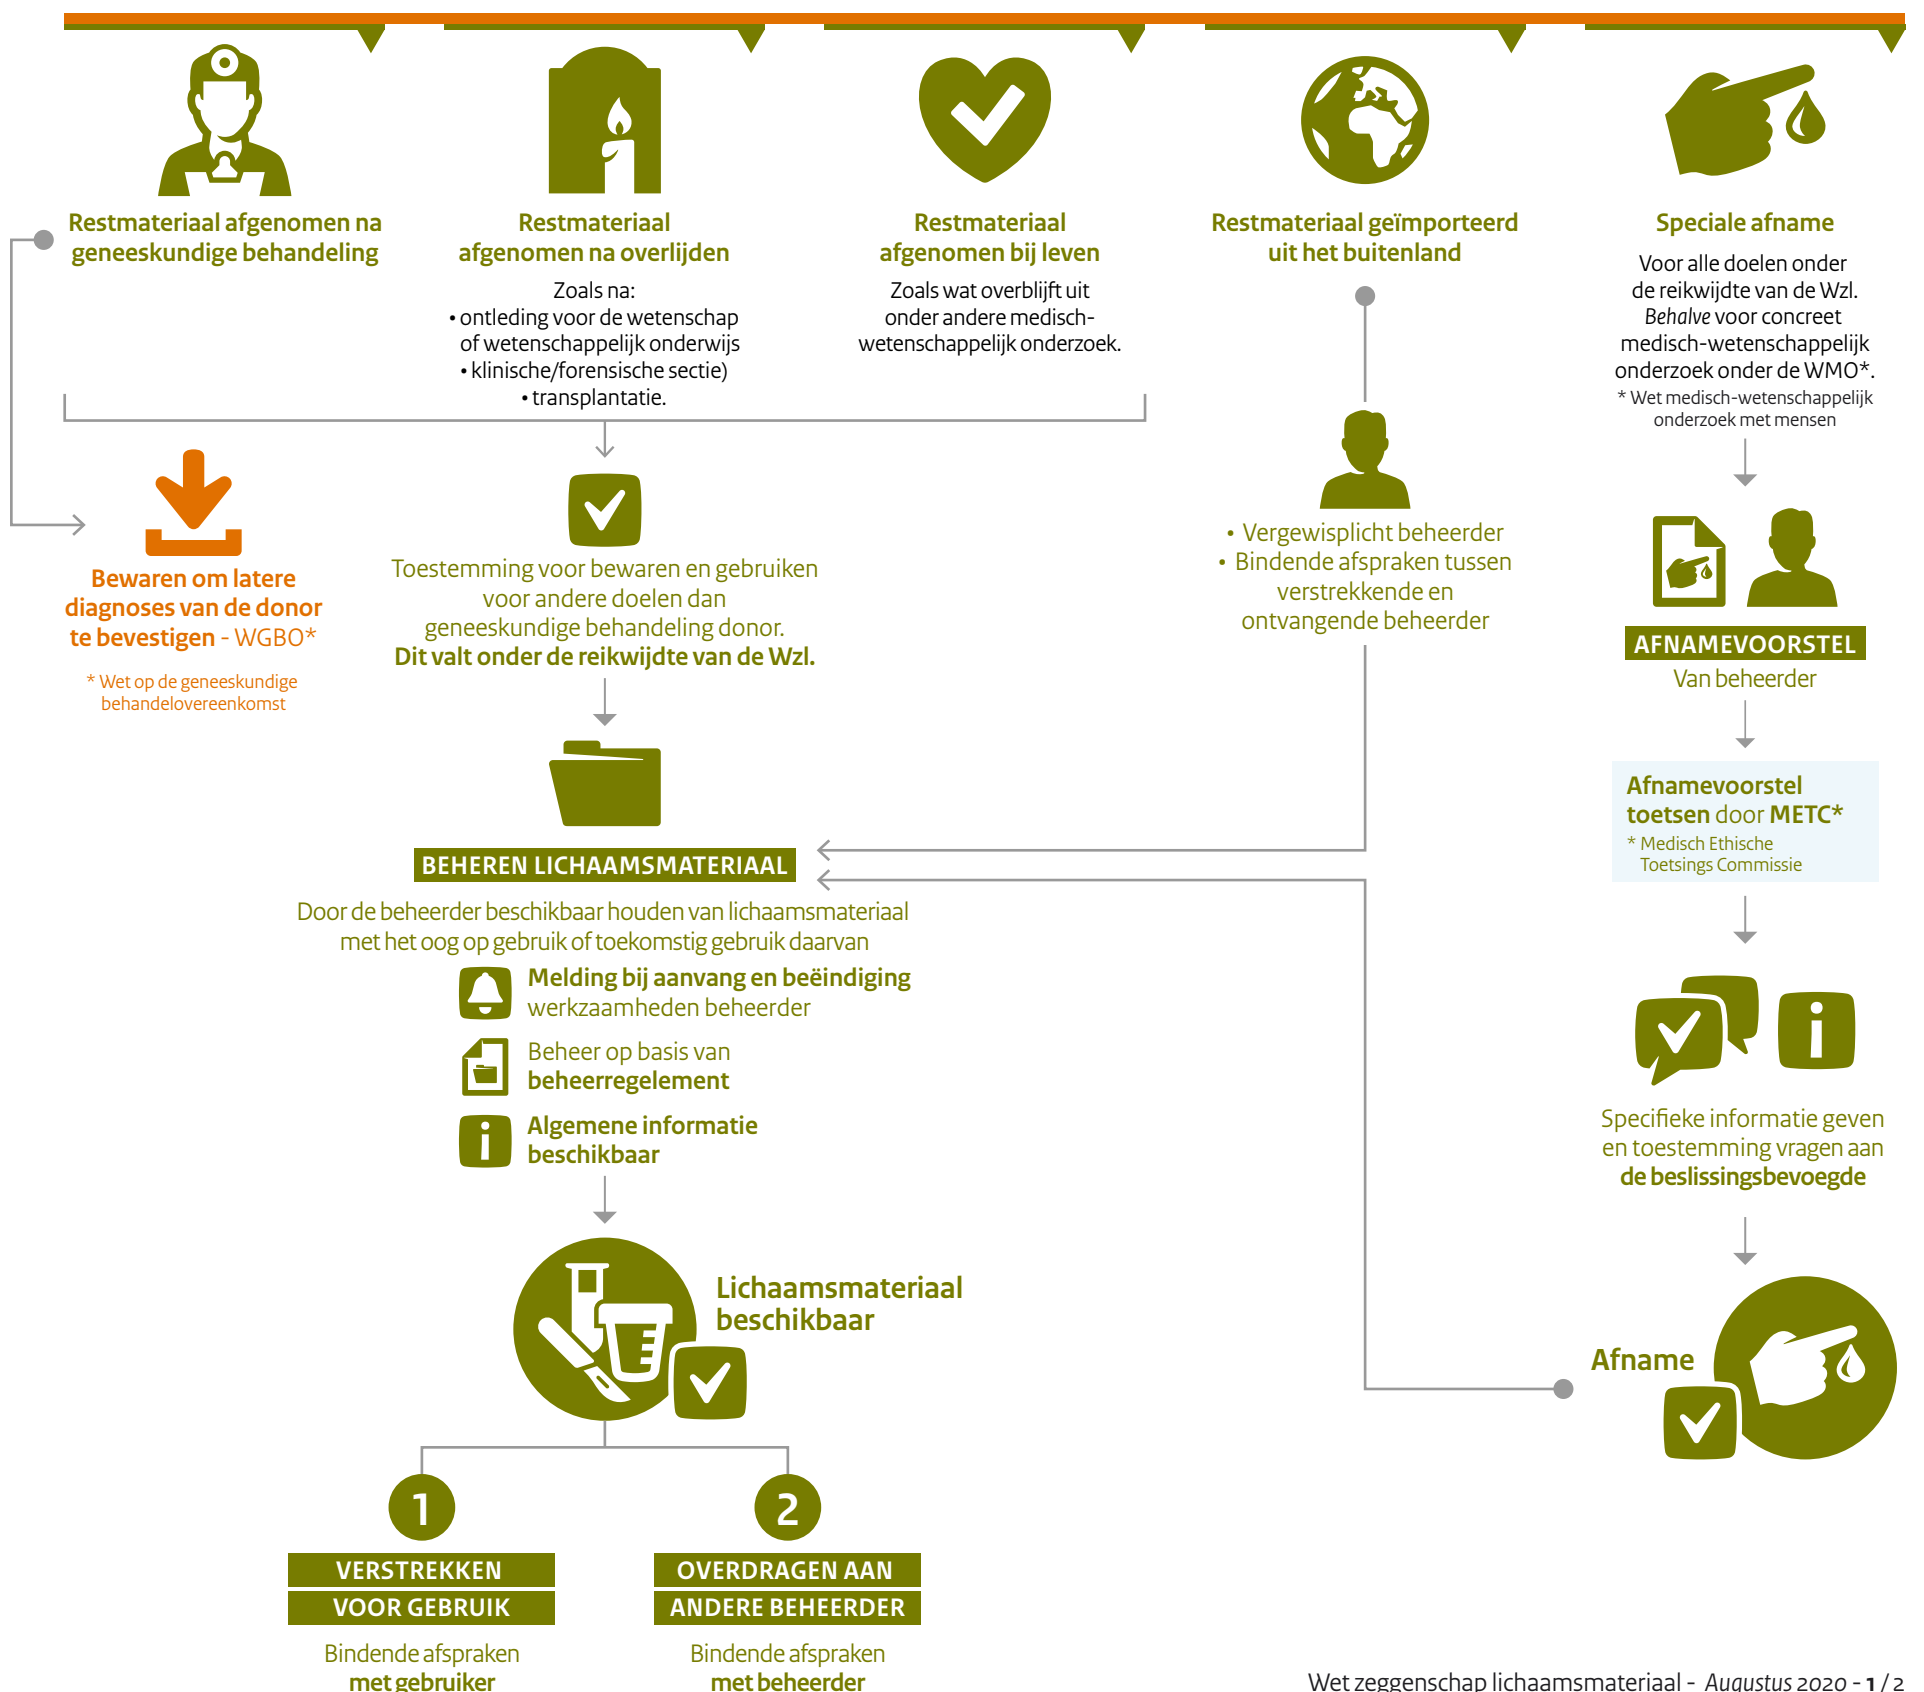 Restmateriaal afgenomen na
geneeskundige behandeling
Restmateriaal
afgenomen na overlijden
Zoals na:
• ontleding voor de wetenschap
of wetenschappelijk onderwijs
• klinische/forensische sectie)
• transplantatie.
Restmateriaal
afgenomen bij leven
Zoals wat overblijft uit
onder andere medisch-
wetenschappelijk onderzoek.
Restmateriaal geïmporteerd
uit het buitenland
Speciale afname
Voor alle doelen onder
de reikwijdte van de Wzl.
Behalve voor concreet
medisch-wetenschappelijk
onderzoek onder de WMO*.
* Wet medisch-wetenschappelijk
onderzoek met mensen
Bewaren om latere
diagnoses van de donor
te bevestigen - WGBO*
* Wet op de geneeskundige
behandelovereenkomst
Toestemming voor bewaren en gebruiken
voor andere doelen dan
geneeskundige behandeling donor.
Dit valt onder de reikwijdte van de Wzl.
• Vergewisplicht beheerder
• Bindende afspraken tussen
verstrekkende en
ontvangende beheerder
AFNAMEVOORSTEL
Van beheerder
Afnamevoorstel
toetsen door METC*
* Medisch Ethische
Toetsings Commissie
BEHEREN LICHAAMSMATERIAAL
Door de beheerder beschikbaar houden van lichaamsmateriaal
met het oog op gebruik of toekomstig gebruik daarvan
Melding bij aanvang en beëindiging
werkzaamheden beheerder
Beheer op basis van
beheerregelement
Algemene informatie
beschikbaar
Specifieke informatie geven
en toestemming vragen aan
de beslissingsbevoegde
Lichaamsmateriaal
beschikbaar
Afname
1
VERSTREKKEN
VOOR GEBRUIK
Bindende afspraken
met gebruiker
2
OVERDRAGEN AAN
ANDERE BEHEERDER
Bindende afspraken
met beheerder
Wet zeggenschap lichaamsmateriaal - Augustus 2020 - 1 / 2